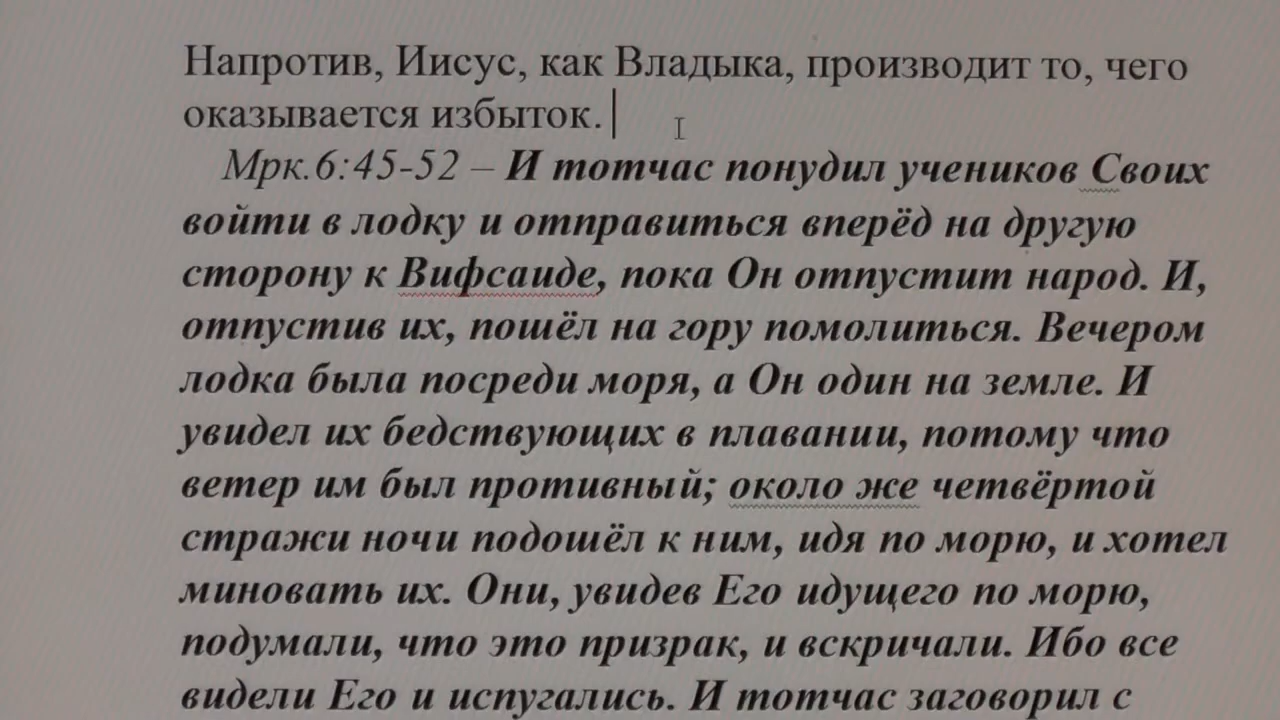 Напротив, Иисус, как Владыка, производит то, чего
оказывается избыток.
Мрк.6:45-52 – И тотчас понудил учеников Своих
войти в лодку и отправиться вперёд на другую
сторону к Вифсаиде, пока Он отпустит народ. И,
отпустив их, пошёл на гору помолиться. Вечером
лодка была посреди моря, а Он один на земле. И
увидел их бедствующих в плавании, потому что
ветер им был противный; около же четвёртой
стражи ночи подошёл к ним, идя по морю, и хотел
миновать их. Они, увидев Его идущего по морю,
подумали, что это призрак, и вскричали. Ибо все
видели Его и испугались. И тотчас заговорил с